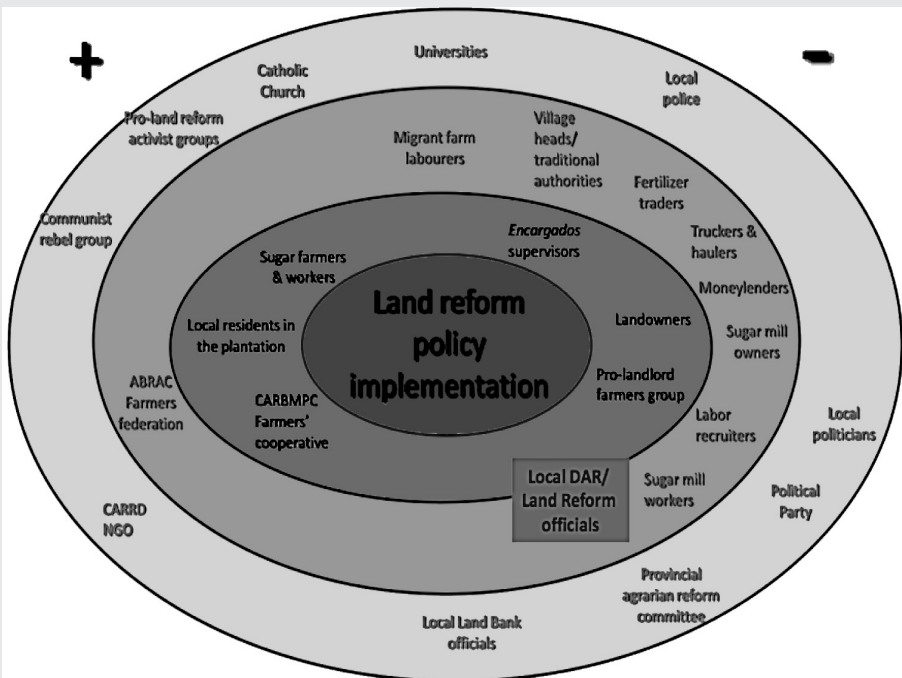 +
-
Universities
Catholic
Church
Local
police
Pro-land reform
activist groups
Village
heads/
traditional
authorities
Migrant farm
labourers
Fertilizer
traders
Communist
rebel group
Encargados
supervisors
Truckers &
haulers
Sugar farmers
& workers
Moneylenders
Land reform
policy
implementation
Local residents in
the plantation
Landowners
Sugar mill
owners
ABRAC
Farmers
federation
CARBMPC
Farmers'
cooperative
Pro-landlord
farmers group
Labor
recruiters
Local
politicians
Local DAR/
Land Reform
officials
Sugar mill
workers
Political
Party
CARRD
NGO
Provincial
agrarian reform
committee
Local Land Bank
officials